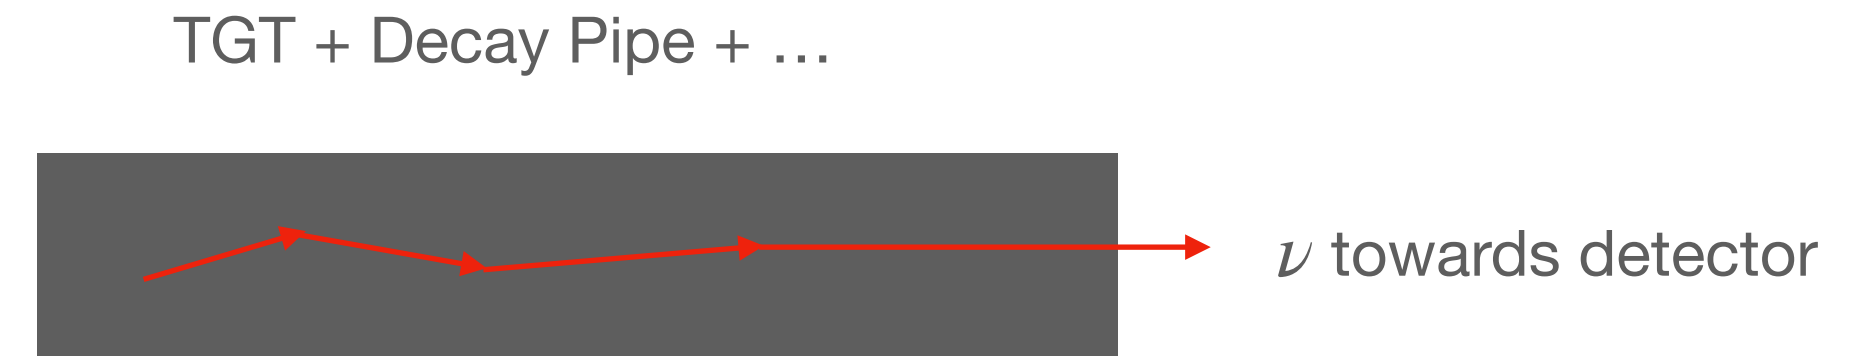 TGT + Decay Pipe + …
ν towards detector